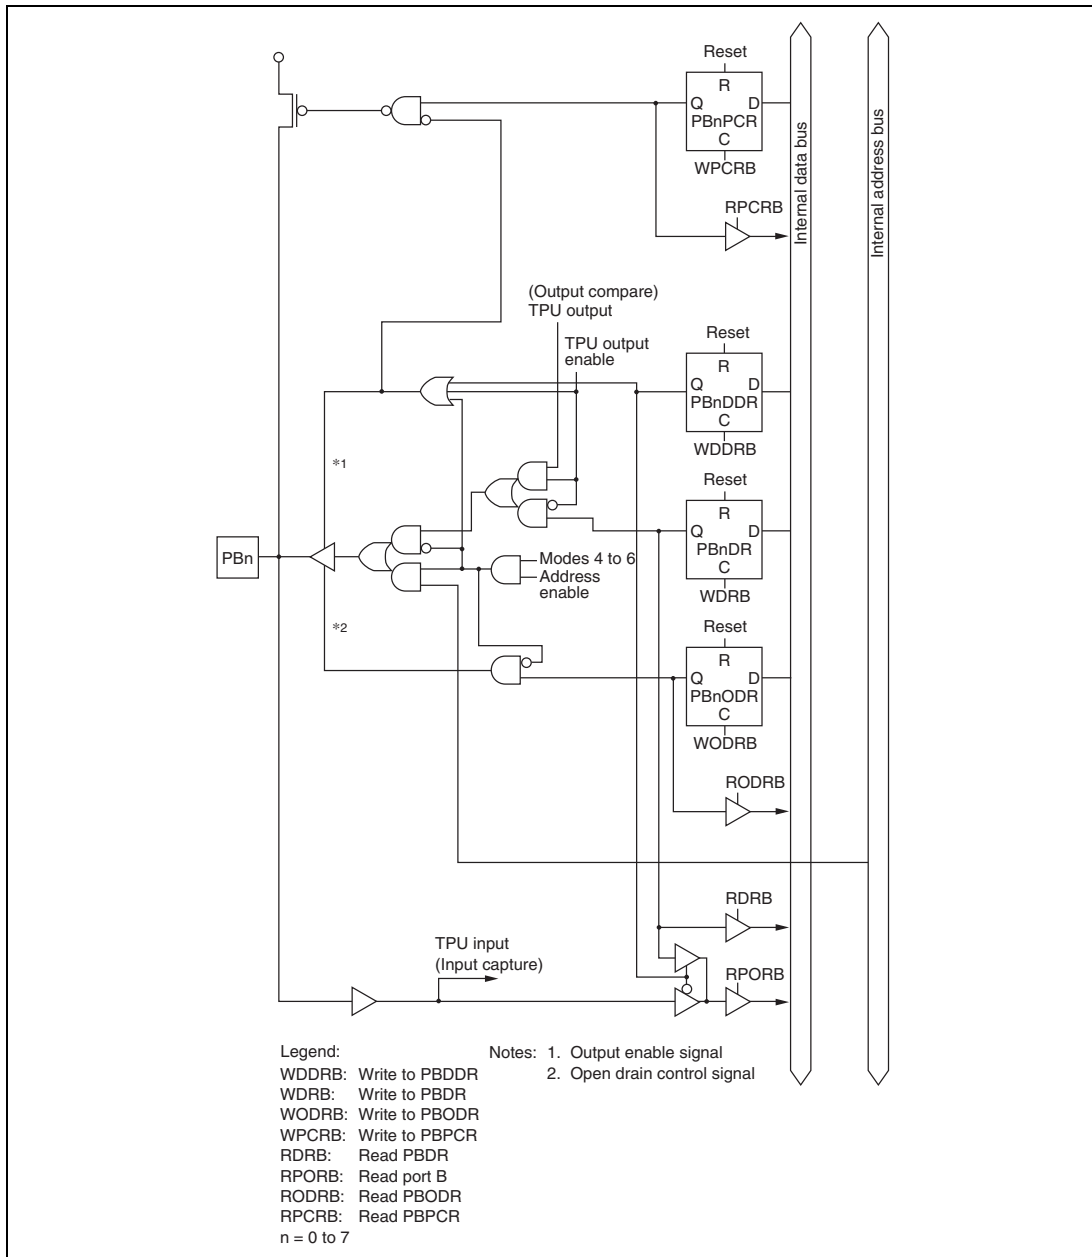 Reset
R
Q D
PBnPCR
C
WPCRB
RPCRB
Internal data bus
Internal address bus
(Output compare)
TPU output
TPU output
enable
Reset
R
Q D
PBnDDR
C
WDDRB
*1
Reset
R
Q D
PBnDR
C
WDRB
PBn
Modes 4 to 6
Address
enable
*2
Reset
R
Q D
PBnODR
C
WODRB
RODRB
RDRB
TPU input
(Input capture)
RPORB
Legend:
WDDRB: Write to PBDDR
WDRB: Write to PBDR
WODRB: Write to PBODR
WPCRB: Write to PBPCR
RDRB: Read PBDR
RPORB: Read port B
RODRB: Read PBODR
RPCRB: Read PBPCR
n = 0 to 7
Notes: 1. Output enable signal
2. Open drain control signal